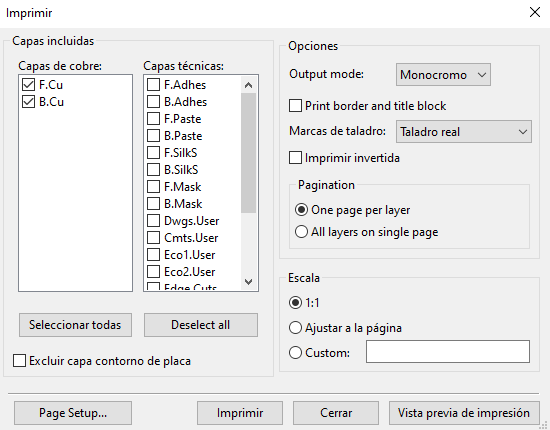 Imprimir
Capas incluidas
Capas de cobre:
F.Cu
B.Cu
Capas técnicas:
F.Adhes
B.Adhes
F.Paste
B.Paste
F.SilkS
B.SilkS
F.Mask
B.Mask
Dwgs.User
Cmts.User
Eco1.User
Eco2.User
Edge.Cuts
Seleccionar todas
Deselect all
Excluir capa contorno de placa
Opciones
Output mode: Monocromo
Print border and title block
Marcas de taladro: Taladro real
Imprimir invertida
Pagination
One page per layer
All layers on single page
Escala
1:1
Ajustar a la página
Custom:
Page Setup...
Imprimir
Cerrar
Vista previa de impresión